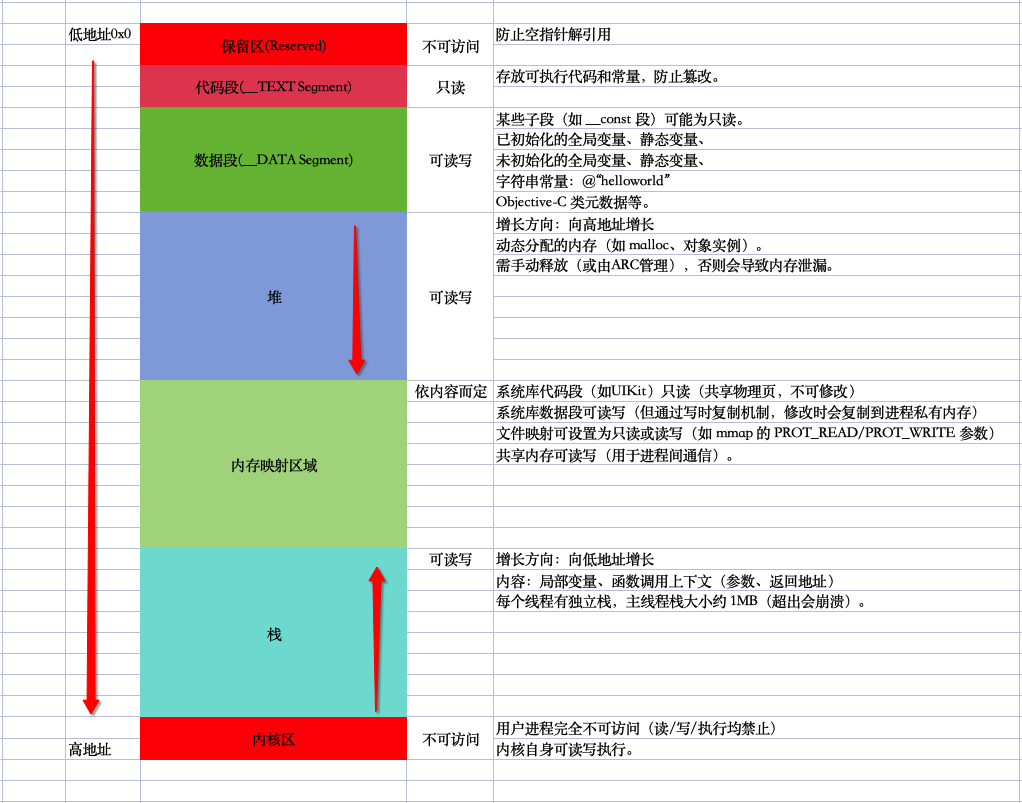 低地址0x0
保留区(Reserved)
不可访问
防止空指针解引用
代码段(__TEXT Segment)
只读
存放可执行代码和常量，防止篡改。
数据段(__DATA Segment)
可读写
某些子段（如 __const 段）可能为只读。
已初始化的全局变量、静态变量、
未初始化的全局变量、静态变量、
字符串常量：@“helloworld”
Objective-C 类元数据等。
堆
可读写
增长方向：向高地址增长
动态分配的内存（如 malloc、对象实例）。
需手动释放（或由ARC管理），否则会导致内存泄漏。
内存映射区域
依内容而定
系统库代码段（如UIKit）只读（共享物理页，不可修改）
系统库数据段可读写（但通过写时复制机制，修改时会复制到进程私有内存）
文件映射可设置为只读或读写（如 mmap 的 PROT_READ/PROT_WRITE 参数）
共享内存可读写（用于进程间通信）。
栈
可读写
增长方向：向低地址增长
内容：局部变量、函数调用上下文（参数、返回地址）
每个线程有独立栈，主线程栈大小约 1MB（超出会崩溃）。
高地址
内核区
不可访问
用户进程完全不可访问（读/写/执行均禁止）
内核自身可读写执行。